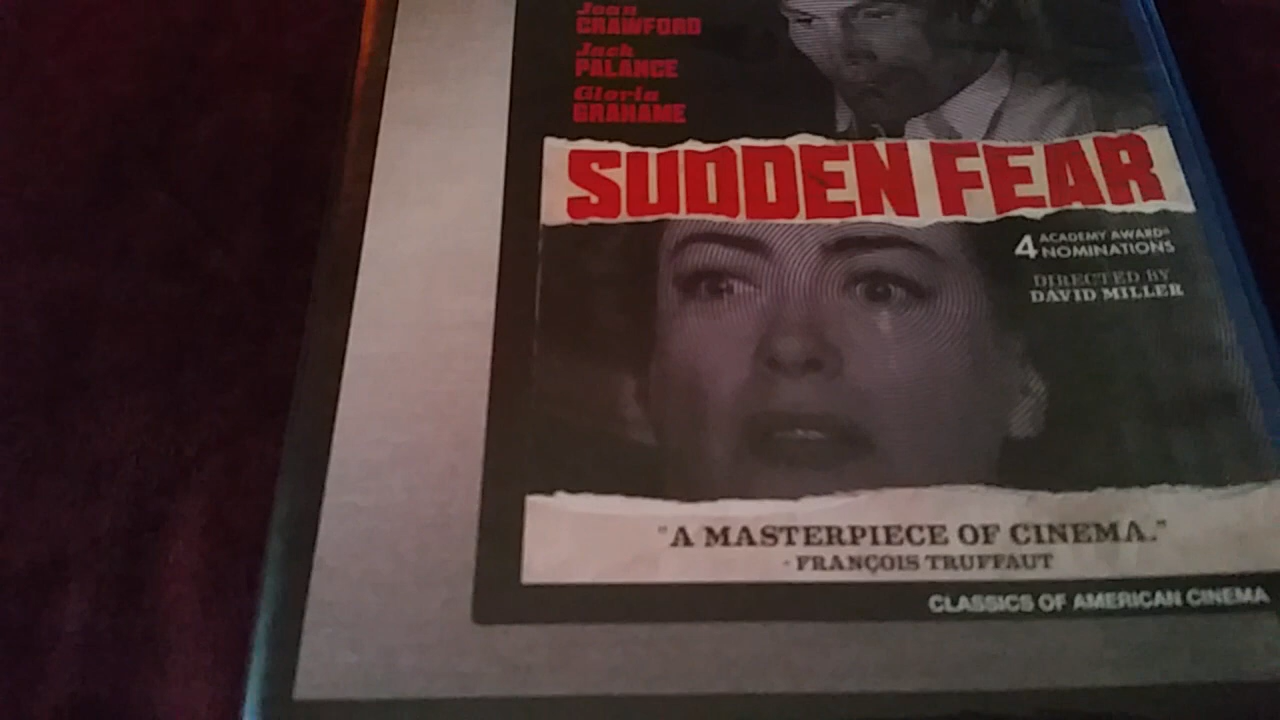 Joan
CRAWFORD
Jack
PALANCE
Gloria
GRAHAME
SUDDEN FEAR
4 ACADEMY AWARD®
NOMINATIONS
DIRECTED BY
DAVID MILLER
"A MASTERPIECE OF CINEMA."
- FRANÇOIS TRUFFAUT
CLASSICS OF AMERICAN CINEMA